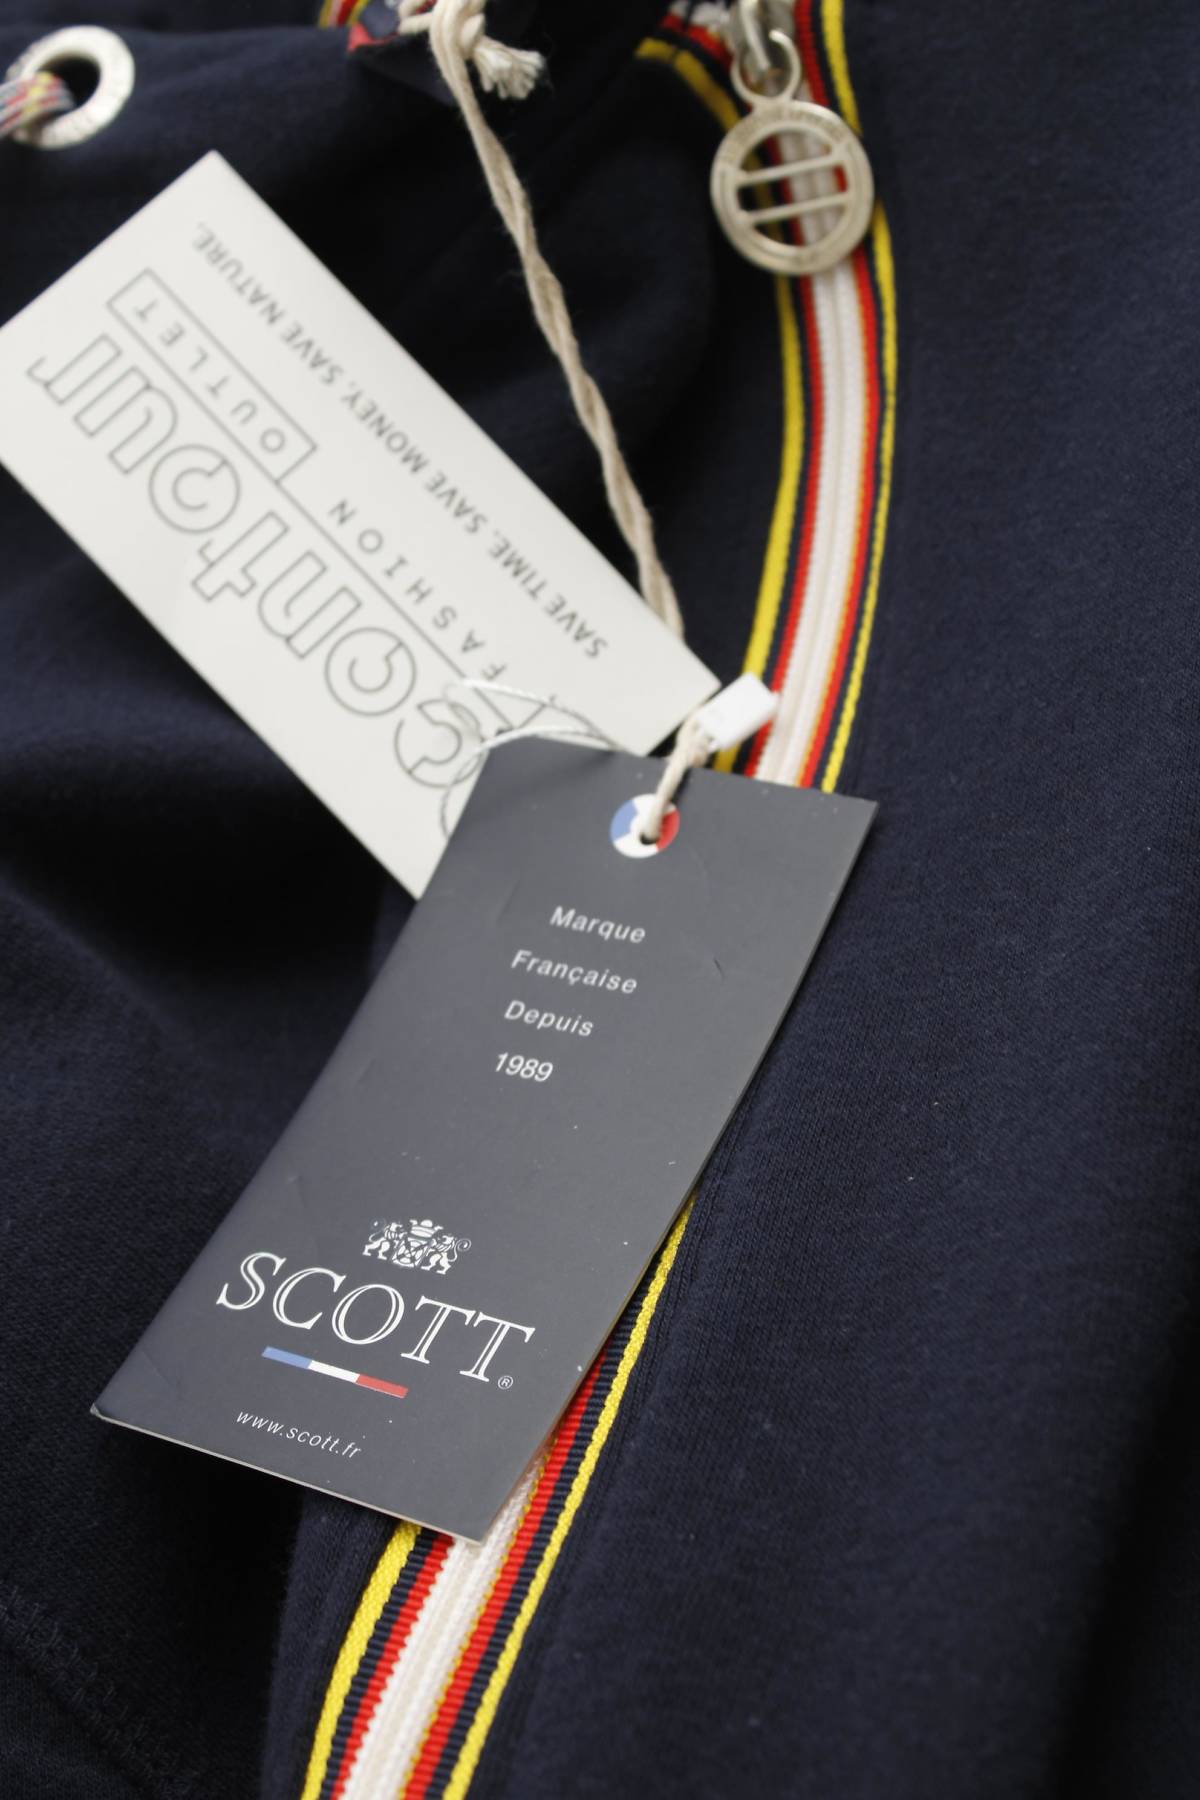 SAVE TIME. SAVE MONEY. SAVE NATURE.
FASHION OUTLET
contour
Marque
Française
Depuis
1989
SCOTT®
www.scott.fr